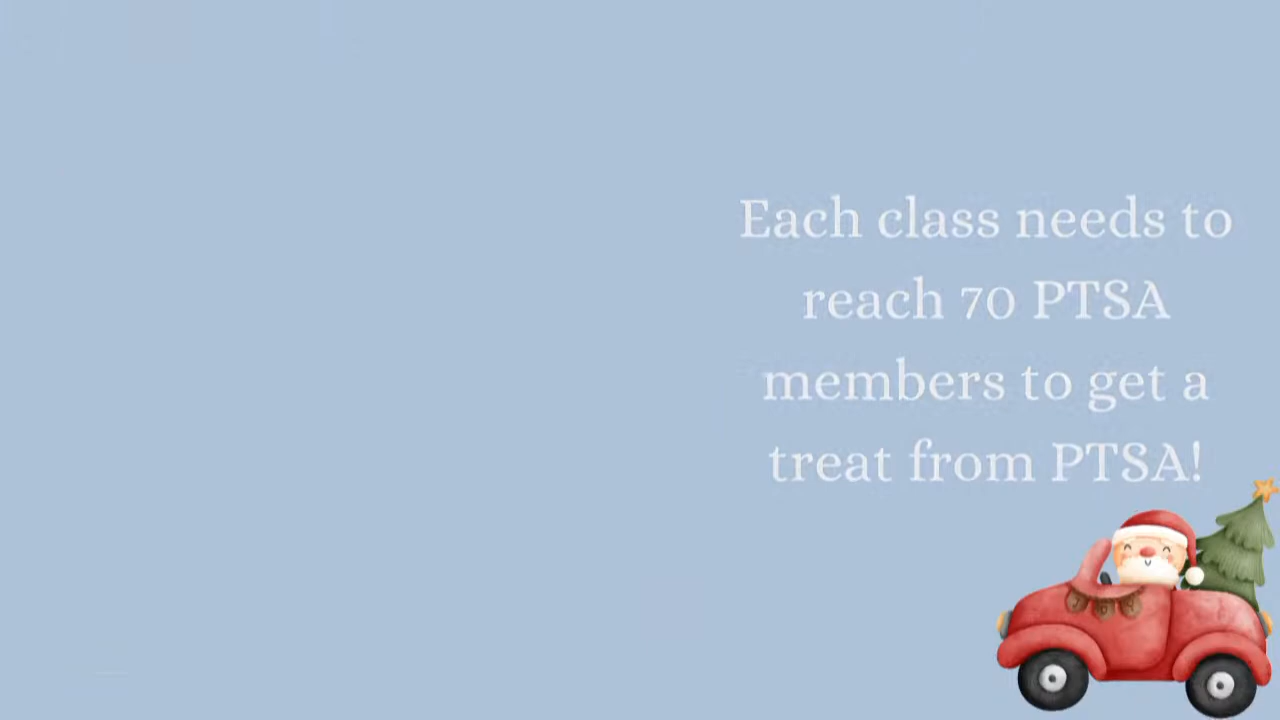 Each class needs to
reach 70 PTSA
members to get a
treat from PTSA!